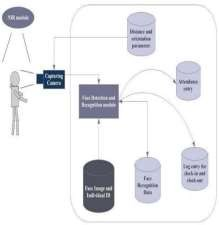 NIR module
Distance and
orientation
parameter
Capturing
Camera
Attendance
entry
Face Detection and
Recognition module
Log entry for
check-in and
check-out
Face Image and
Individual ID
Face
Recognition
Data